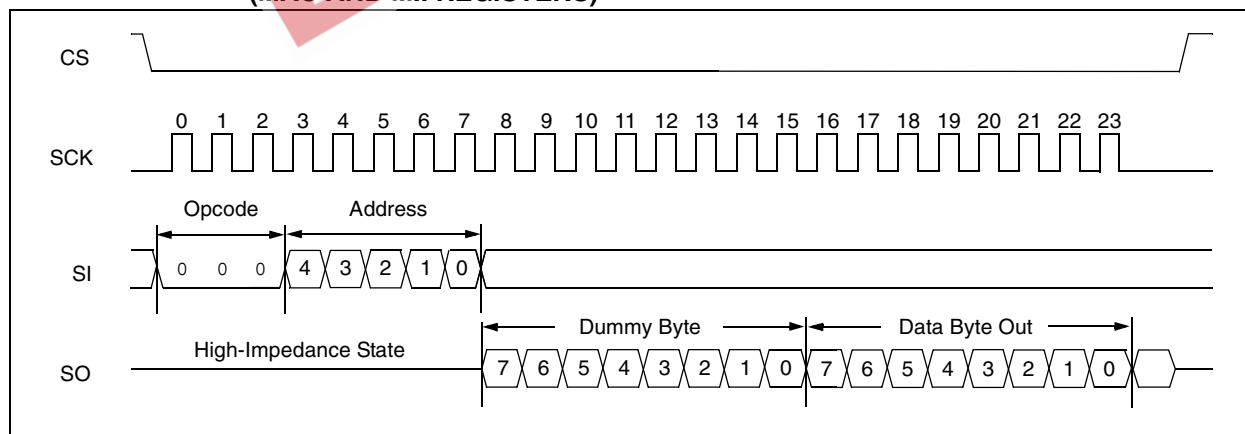 CS
0 1 2 3 4 5 6 7 8 9 10 11 12 13 14 15 16 17 18 19 20 21 22 23
SCK
Opcode Address
SI 0 0 0 4 3 2 1 0
Dummy Byte Data Byte Out
High-Impedance State
SO 7 6 5 4 3 2 1 0 7 6 5 4 3 2 1 0